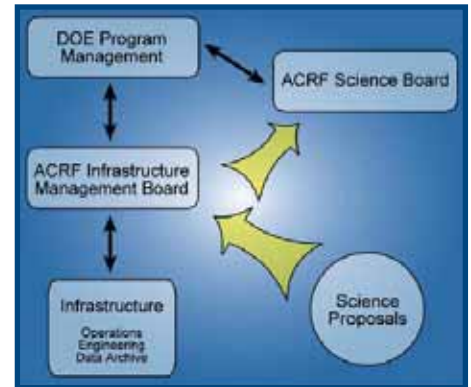 DOE Program
Management
ACRF Science Board
ACRF Infrastructure
Management Board
Infrastructure
Operations
Engineering
Data Archive
Science
Proposals